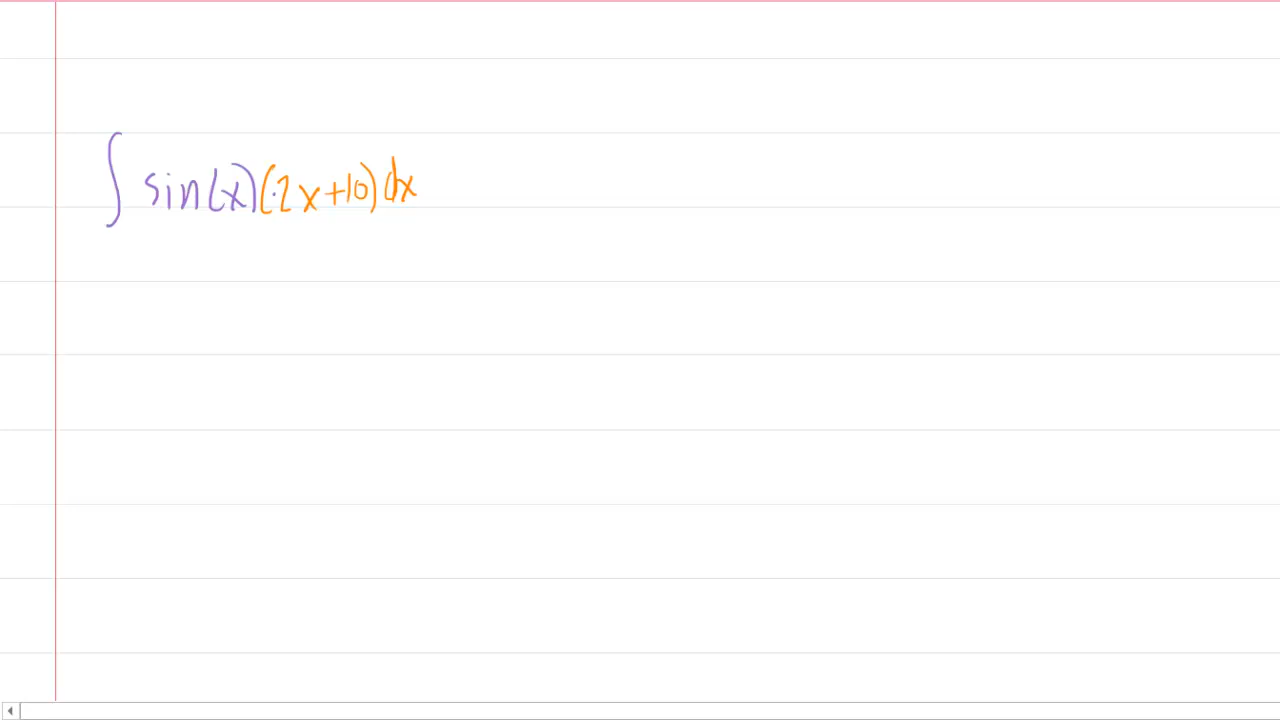 ∫ sin(x)(-2x+10)dx